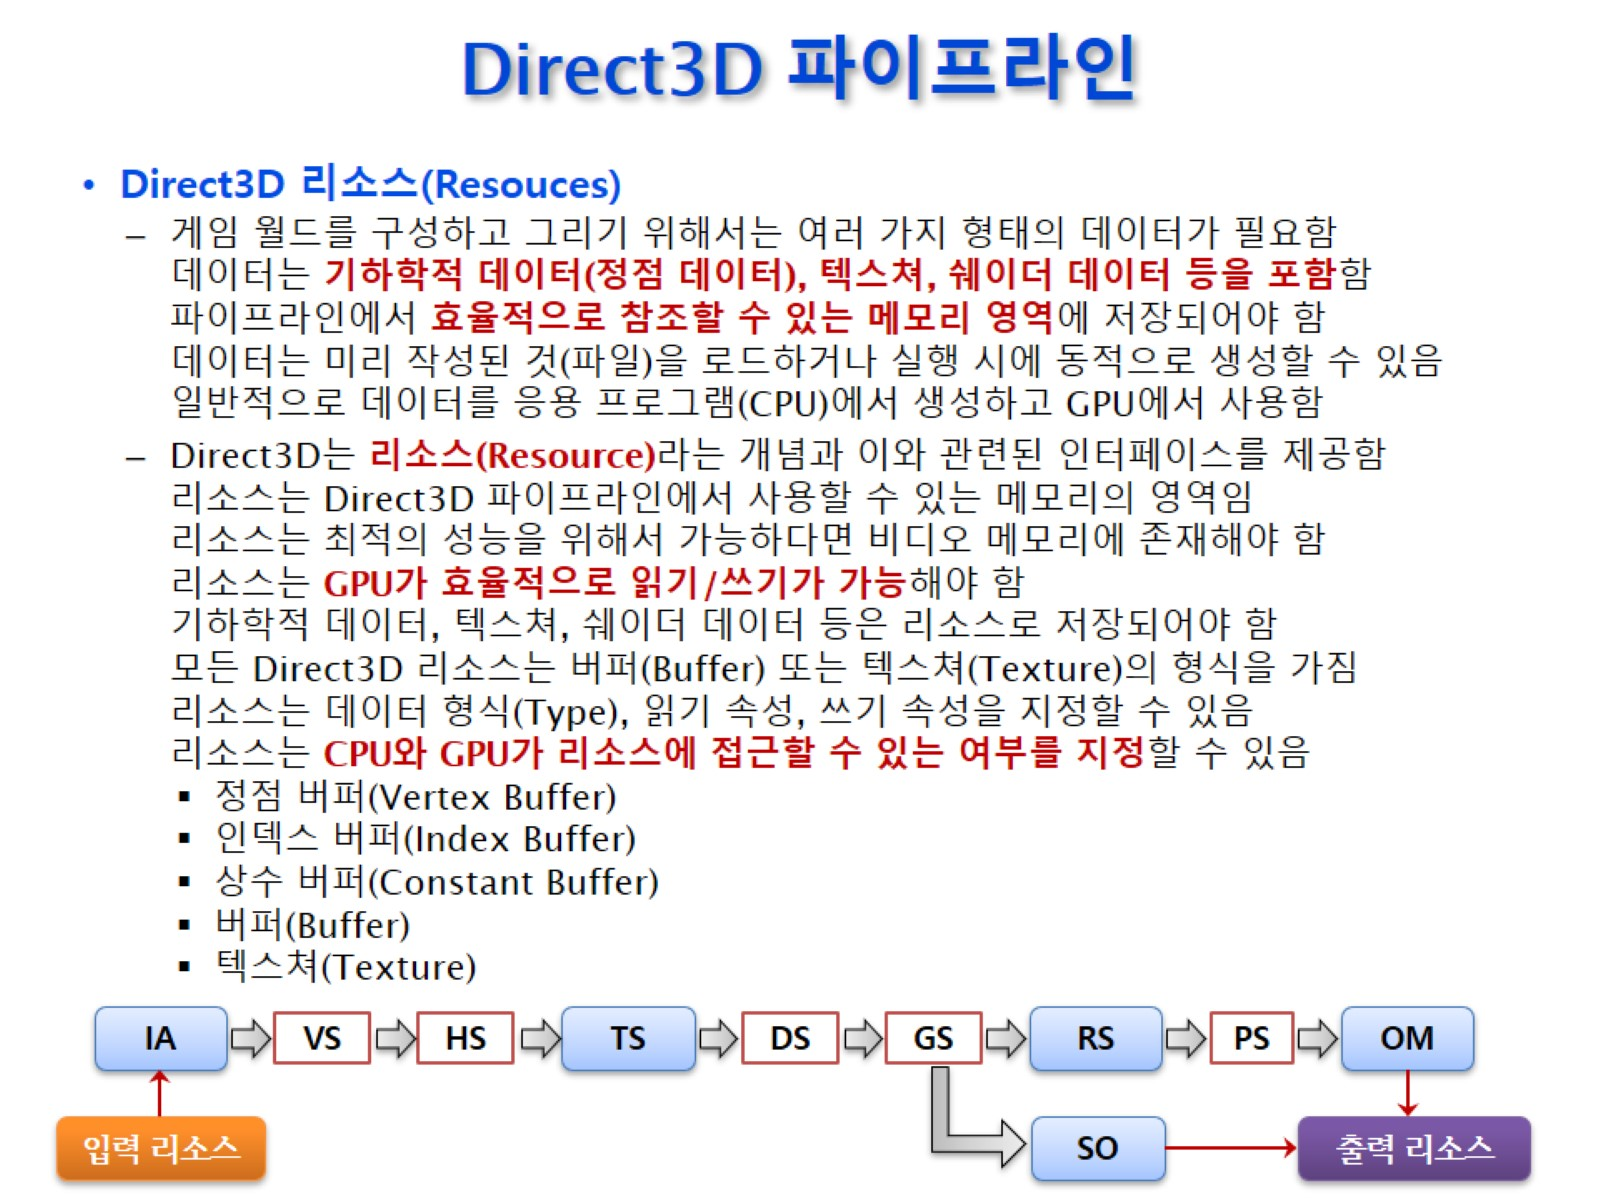 Direct3D 파이프라인
• Direct3D 리소스(Resouces)
– 게임 월드를 구성하고 그리기 위해서는 여러 가지 형태의 데이터가 필요함
데이터는 기하학적 데이터(정점 데이터), 텍스쳐, 쉐이더 데이터 등을 포함함
파이프라인에서 효율적으로 참조할 수 있는 메모리 영역에 저장되어야 함
데이터는 미리 작성된 것(파일)을 로드하거나 실행 시에 동적으로 생성할 수 있음
일반적으로 데이터를 응용 프로그램(CPU)에서 생성하고 GPU에서 사용함
– Direct3D는 리소스(Resource)라는 개념과 이와 관련된 인터페이스를 제공함
리소스는 Direct3D 파이프라인에서 사용할 수 있는 메모리의 영역임
리소스는 최적의 성능을 위해서 가능하다면 비디오 메모리에 존재해야 함
리소스는 GPU가 효율적으로 읽기/쓰기가 가능해야 함
기하학적 데이터, 텍스쳐, 쉐이더 데이터 등은 리소스로 저장되어야 함
모든 Direct3D 리소스는 버퍼(Buffer) 또는 텍스쳐(Texture)의 형식을 가짐
리소스는 데이터 형식(Type), 읽기 속성, 쓰기 속성을 지정할 수 있음
리소스는 CPU와 GPU가 리소스에 접근할 수 있는 여부를 지정할 수 있음
▪ 정점 버퍼(Vertex Buffer)
▪ 인덱스 버퍼(Index Buffer)
▪ 상수 버퍼(Constant Buffer)
▪ 버퍼(Buffer)
▪ 텍스쳐(Texture)
IA VS HS TS DS GS RS PS OM
입력 리소스 SO 출력 리소스